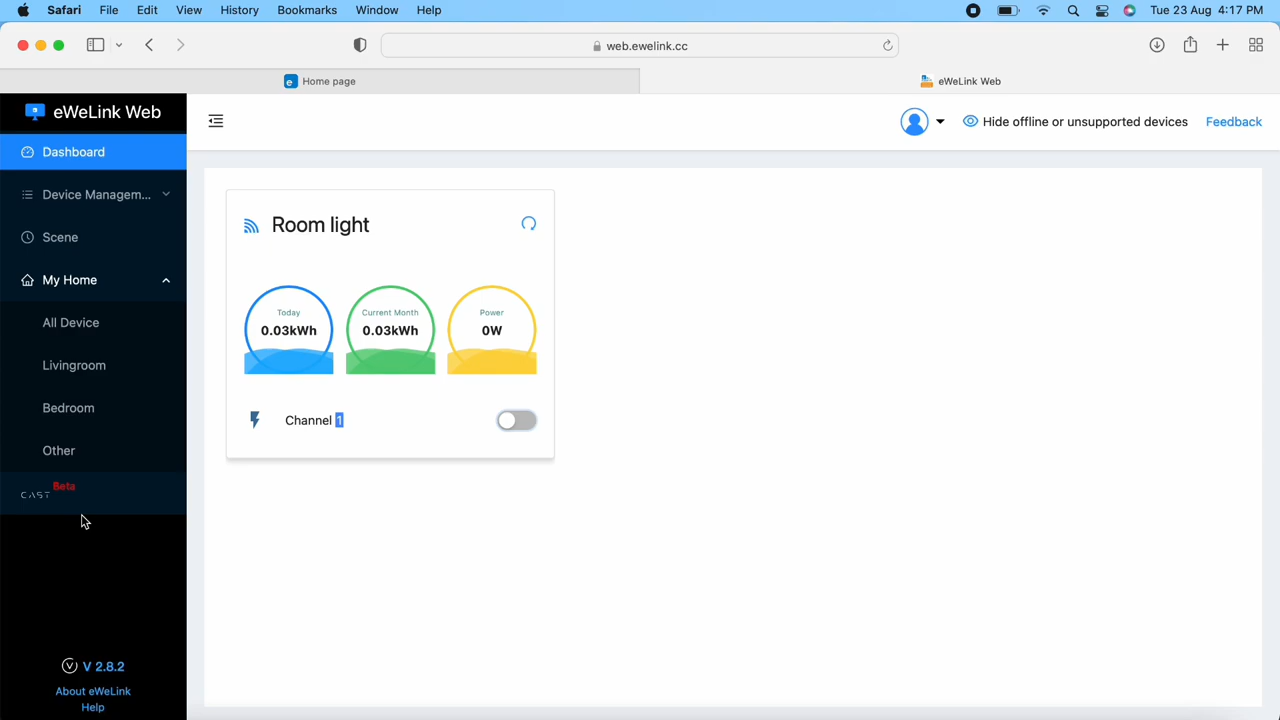 Safari File Edit View History Bookmarks Window Help Tue 23 Aug 4:17 PM
web.ewelink.cc
Home page eWeLink Web
eWeLink Web
Hide offline or unsupported devices Feedback
Dashboard
Device Managem...
Scene
My Home
All Device
Livingroom
Bedroom
Other
CAST Beta
V 2.8.2
About eWeLink
Help
Room light
Today Current Month Power
0.03kWh 0.03kWh 0W
Channel 1